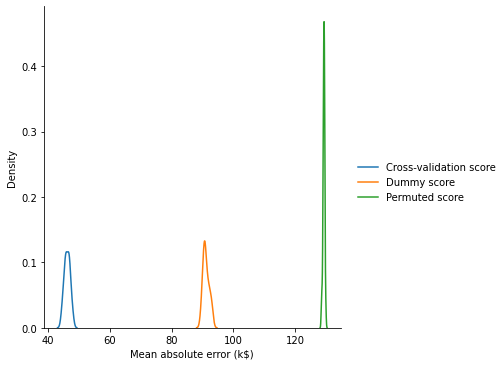 0.4
0.3
0.2
0.1
0.0
Density
40
60
80
100
120
Mean absolute error (k$)
Cross-validation score
Dummy score
Permuted score